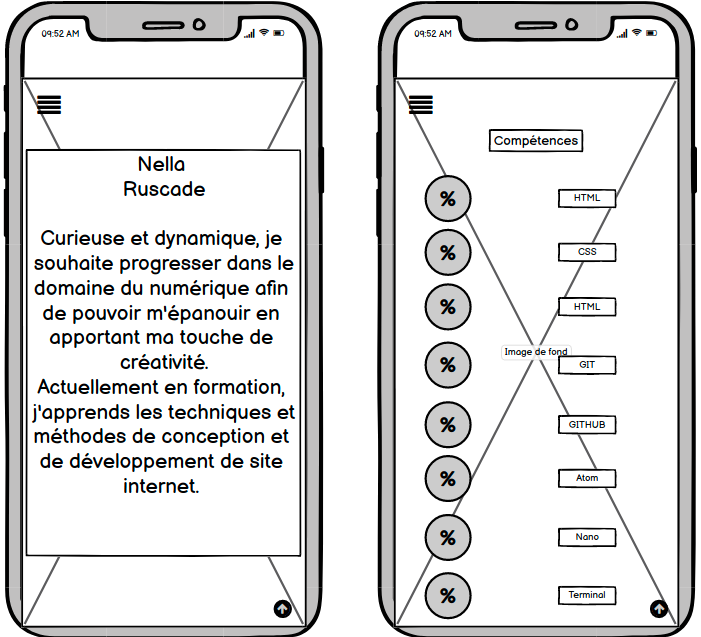 09:52 AM
Nella
Ruscade
Curieuse et dynamique, je
souhaite progresser dans le
domaine du numérique afin
de pouvoir m'épanouir en
apportant ma touche de
créativité.
Actuellement en formation,
j'apprends les techniques et
méthodes de conception et
de développement de site
internet.
09:52 AM
Compétences
% HTML
% CSS
% HTML
Image de fond
% GIT
% GITHUB
% Atom
% Nano
% Terminal